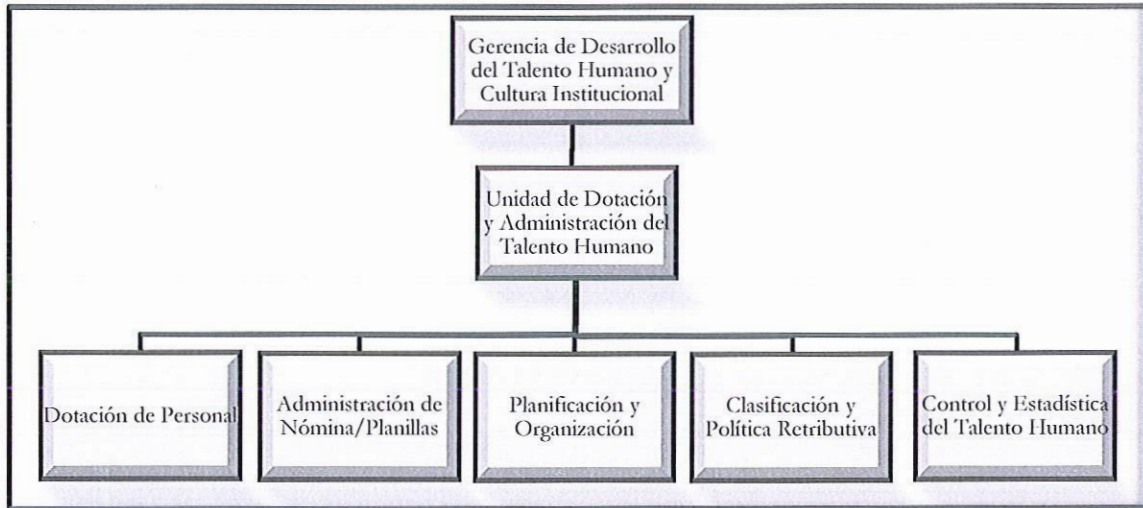 Gerencia de Desarrollo
del Talento Humano y
Cultura Institucional
Unidad de Dotación
y Administración del
Talento Humano
Dotación de Personal
Administración de
Nómina/Planillas
Planificación y
Organización
Clasificación y
Política Retributiva
Control y Estadística
del Talento Humano